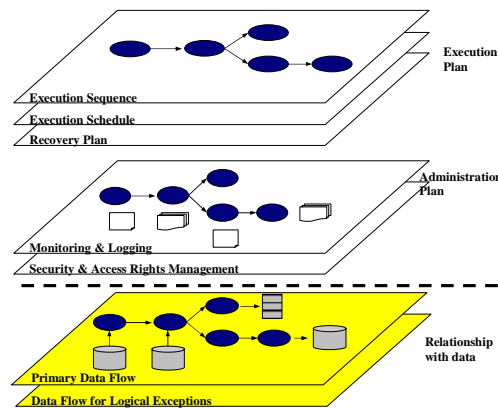 Execution
Plan
Execution Sequence
Execution Schedule
Recovery Plan
Administration
Plan
Monitoring & Logging
Security & Access Rights Management
Relationship
with data
Primary Data Flow
Data Flow for Logical Exceptions